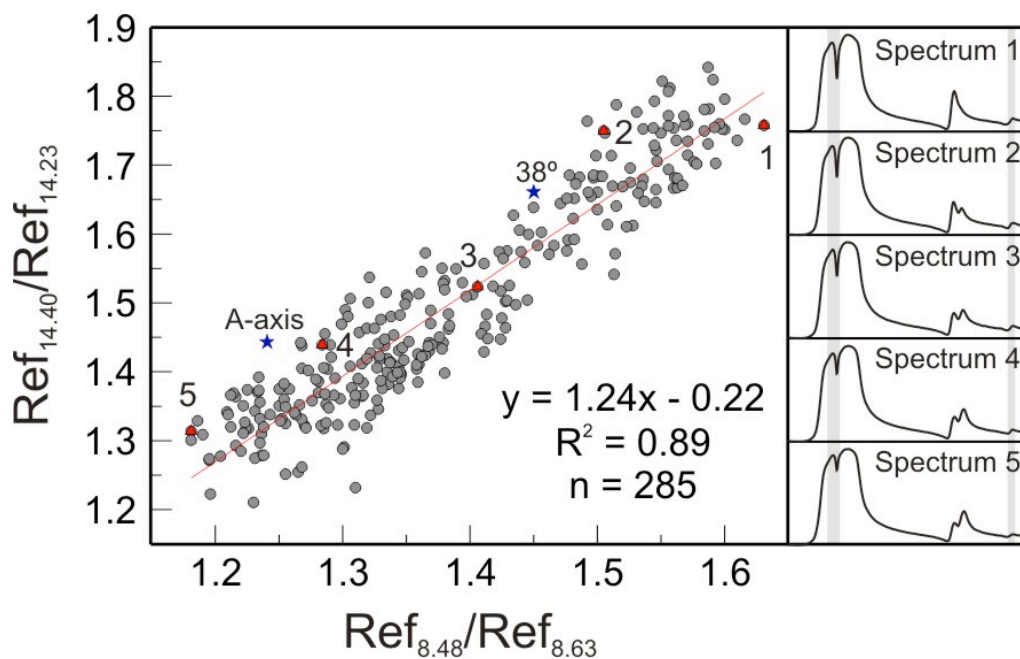 1.9
1.8
1.7
1.6
1.5
1.4
1.3
1.2
Ref14.40/Ref14.23
1.2 1.3 1.4 1.5 1.6
Ref8.48/Ref8.63
1
2
38º
3
A-axis
4
5
y = 1.24x - 0.22
R² = 0.89
n = 285
Spectrum 1
Spectrum 2
Spectrum 3
Spectrum 4
Spectrum 5